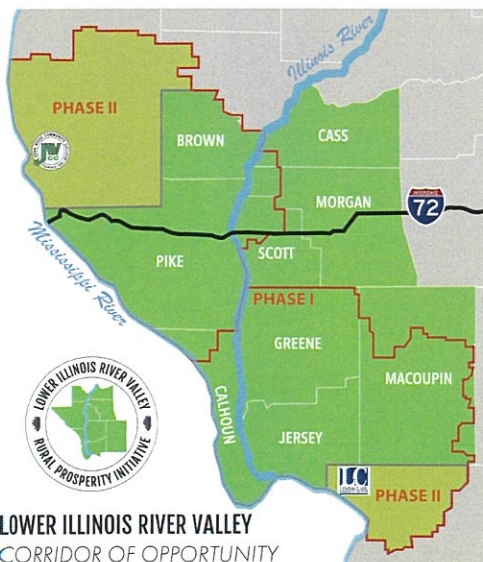 Illinois River
PHASE II
BROWN
CASS
MORGAN
INTERSTATE
72
Mississippi River
PIKE
SCOTT
PHASE I
GREENE
MACOUPIN
CALHOUN
JERSEY
LOWER ILLINOIS RIVER VALLEY
RURAL PROSPERITY INITIATIVE
L&C
PHASE II
LOWER ILLINOIS RIVER VALLEY
CORRIDOR OF OPPORTUNITY